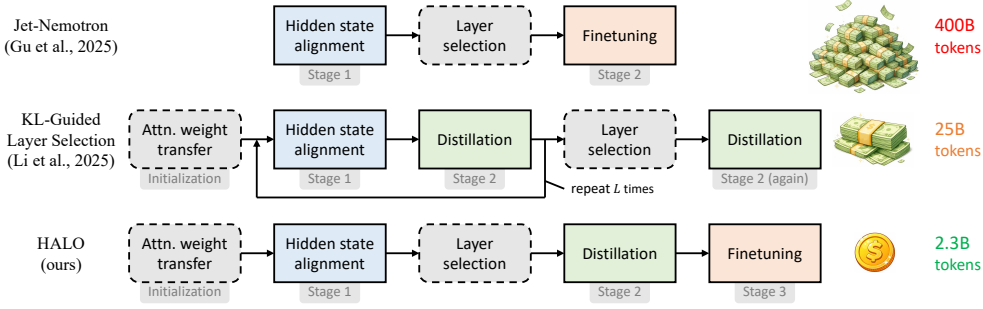 Jet-Nemotron
(Gu et al., 2025)
Hidden state
alignment
Stage 1
Layer
selection
Finetuning
Stage 2
400B
tokens
KL-Guided
Layer Selection
(Li et al., 2025)
Attn. weight
transfer
Initialization
Hidden state
alignment
Stage 1
Distillation
Stage 2
repeat L times
Layer
selection
Distillation
Stage 2 (again)
25B
tokens
HALO
(ours)
Attn. weight
transfer
Initialization
Hidden state
alignment
Stage 1
Layer
selection
Distillation
Stage 2
Finetuning
Stage 3
$
2.3B
tokens